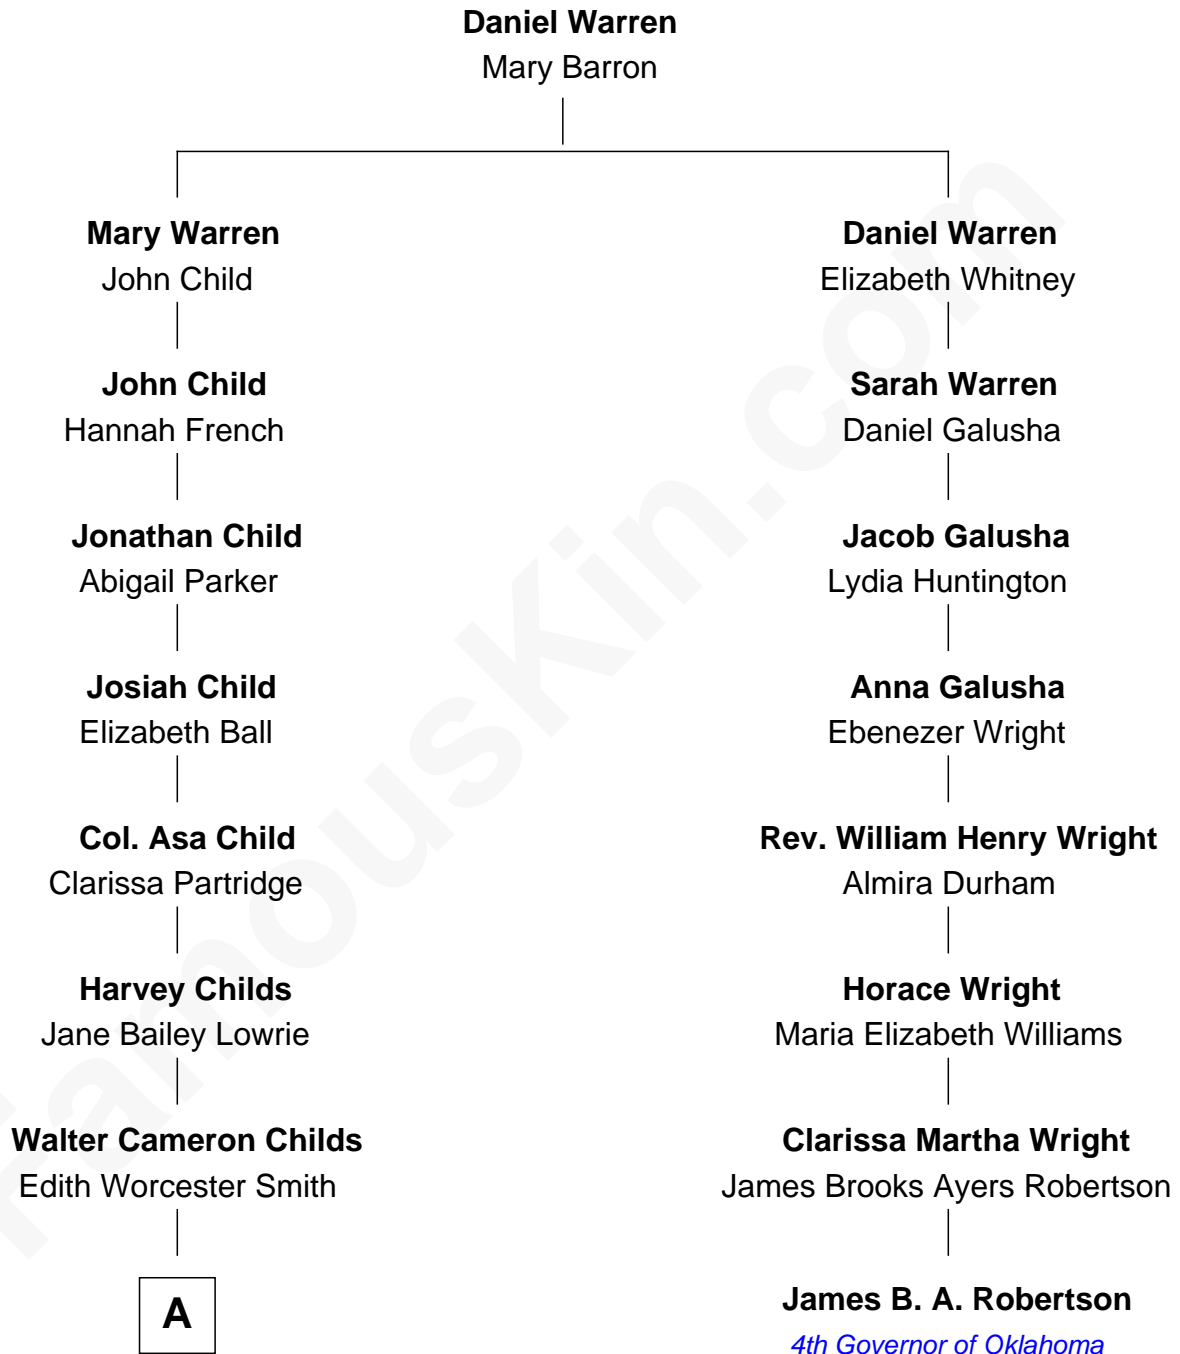 Daniel Warren
Mary Barron
Mary Warren
John Child
Daniel Warren
Elizabeth Whitney
John Child
Hannah French
Sarah Warren
Daniel Galusha
Jonathan Child
Abigail Parker
Jacob Galusha
Lydia Huntington
Josiah Child
Elizabeth Ball
Anna Galusha
Ebenezer Wright
Col. Asa Child
Clarissa Partridge
Rev. William Henry Wright
Almira Durham
Harvey Childs
Jane Bailey Lowrie
Horace Wright
Maria Elizabeth Williams
Walter Cameron Childs
Edith Worcester Smith
Clarissa Martha Wright
James Brooks Ayers Robertson
A
James B. A. Robertson
4th Governor of Oklahoma
FamousKin.com